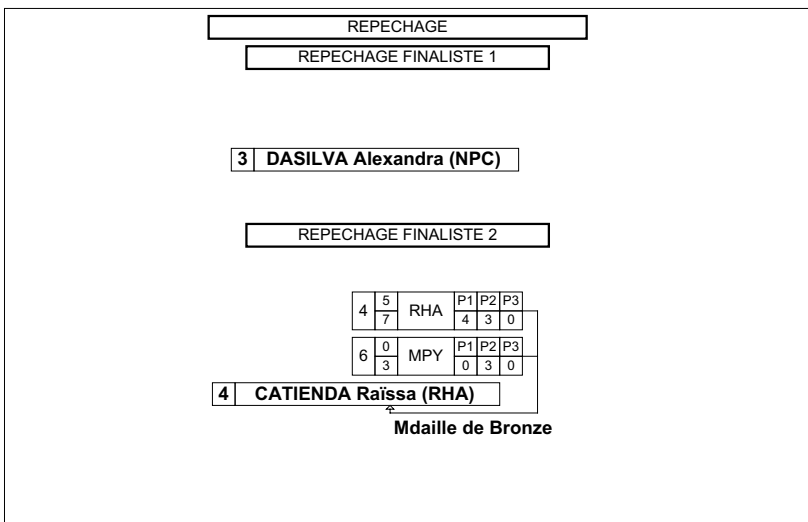 REPECHAGE
REPECHAGE FINALISTE 1
3 DASILVA Alexandra (NPC)
REPECHAGE FINALISTE 2
4 5 7 RHA P1 P2 P3 4 3 0
6 0 3 MPY P1 P2 P3 0 3 0
4 CATIENDA Raïssa (RHA)
Mdaille de Bronze